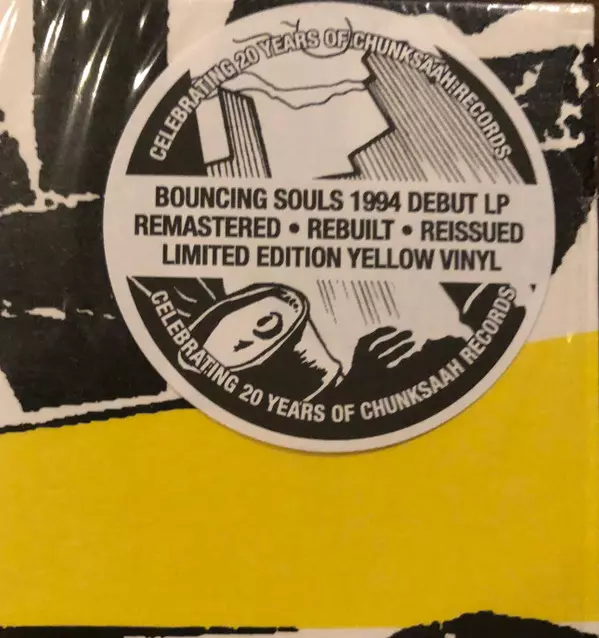 CELEBRATING 20 YEARS OF CHUNKSAAH RECORDS
BOUNCING SOULS 1994 DEBUT LP
REMASTERED • REBUILT • REISSUED
LIMITED EDITION YELLOW VINYL
CELEBRATING 20 YEARS OF CHUNKSAAH RECORDS